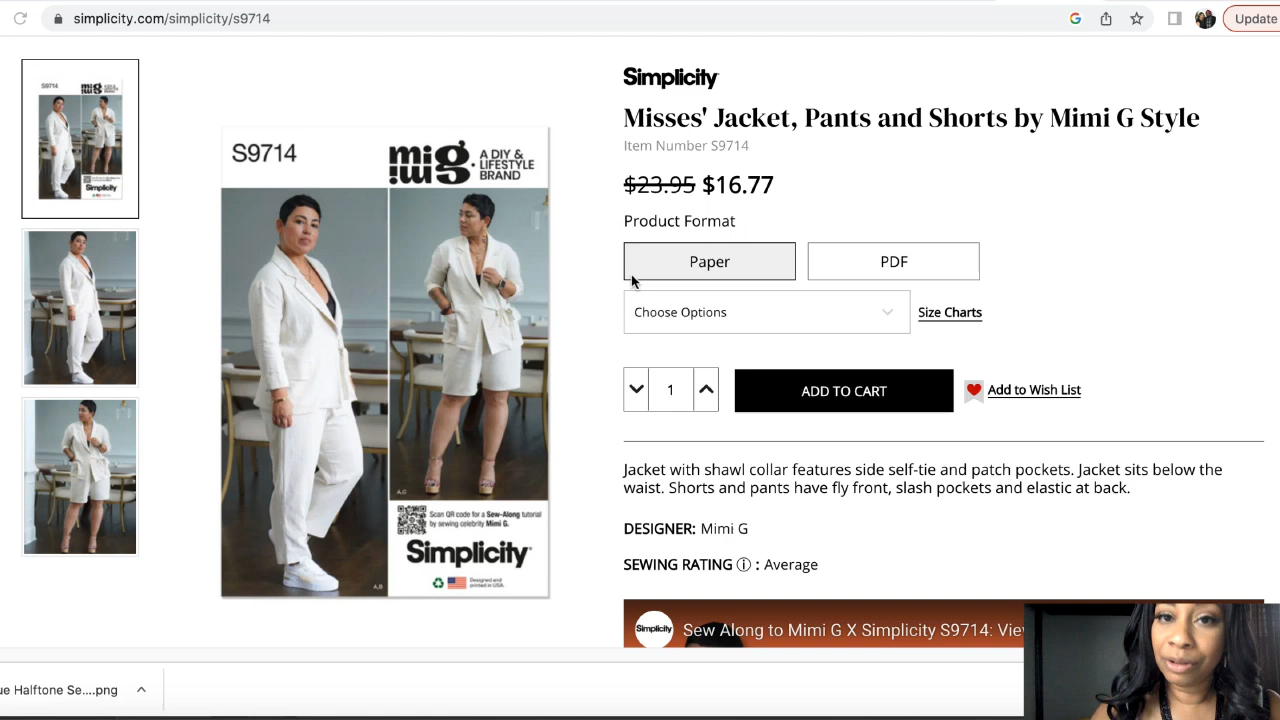 simplicity.com/simplicity/s9714
Update
S9714
Simplicity
S9714
mig
mig.
A DIY &
LIFESTYLE
BRAND
A,C
A,B
Scan QR code for a Sew-Along tutorial
by sewing celebrity Mimi G.
Simplicity
Designed and
printed in USA.
Simplicity
Misses' Jacket, Pants and Shorts by Mimi G Style
Item Number S9714
$23.95 $16.77
Product Format
Paper
PDF
Choose Options
Size Charts
1
ADD TO CART
Add to Wish List
Jacket with shawl collar features side self-tie and patch pockets. Jacket sits below the
waist. Shorts and pants have fly front, slash pockets and elastic at back.
DESIGNER: Mimi G
SEWING RATING ⓘ : Average
Simplicity
Sew Along to Mimi G X Simplicity S9714: Vie
ue Halftone Se....png